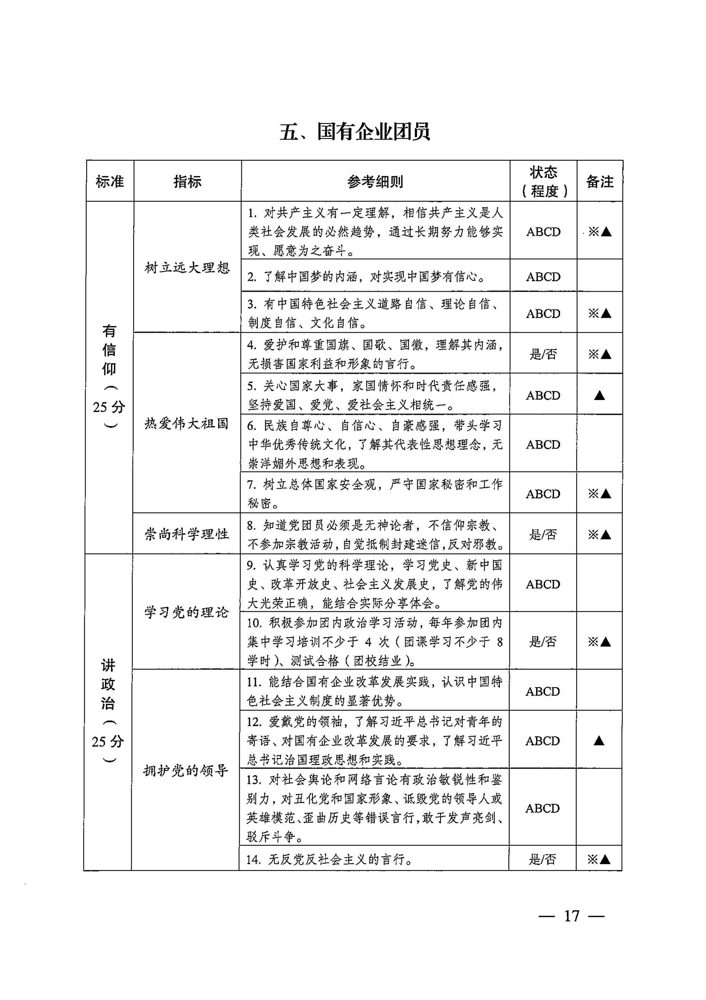 五、国有企业团员
标准
指标
参考细则
状态
（程度）
备注
有
信
仰
（
25 分
）
树立远大理想
1. 对共产主义有一定理解，相信共产主义是人
类社会发展的必然趋势，通过长期努力能够实
现、愿意为之奋斗。
ABCD
※▲
2. 了解中国梦的内涵，对实现中国梦有信心。
ABCD
3. 有中国特色社会主义道路自信、理论自信、
制度自信、文化自信。
ABCD
※▲
热爱伟大祖国
4. 爱护和尊重国旗、国歌、国徽，理解其内涵，
无损害国家利益和形象的言行。
是/否
※▲
5. 关心国家大事，家国情怀和时代责任感强，
坚持爱国、爱党、爱社会主义相统一。
ABCD
▲
6. 民族自尊心、自信心、自豪感强，带头学习
中华优秀传统文化，了解其代表性思想理念，无
崇洋媚外思想和表现。
ABCD
7. 树立总体国家安全观，严守国家秘密和工作
秘密。
ABCD
※▲
崇尚科学理性
8. 知道党团员必须是无神论者，不信仰宗教、
不参加宗教活动，自觉抵制封建迷信，反对邪教。
是/否
※▲
讲
政
治
（
25 分
）
学习党的理论
9. 认真学习党的科学理论，学习党史、新中国
史、改革开放史、社会主义发展史，了解党的伟
大光荣正确，能结合实际分享体会。
ABCD
10. 积极参加团内政治学习活动，每年参加团内
集中学习培训不少于 4 次（团课学习不少于 8
学时）、测试合格（团校结业）。
是/否
※▲
拥护党的领导
11. 能结合国有企业改革发展实践，认识中国特
色社会主义制度的显著优势。
ABCD
12. 爱戴党的领袖，了解习近平总书记对青年的
寄语、对国有企业改革发展的要求，了解习近平
总书记治国理政思想和实践。
ABCD
▲
13. 对社会舆论和网络言论有政治敏锐性和鉴
别力，对丑化党和国家形象、诋毁党的领导人或
英雄模范、歪曲历史等错误言行，敢于发声亮剑、
驳斥斗争。
ABCD
14. 无反党反社会主义的言行。
是/否
※▲
— 17 —